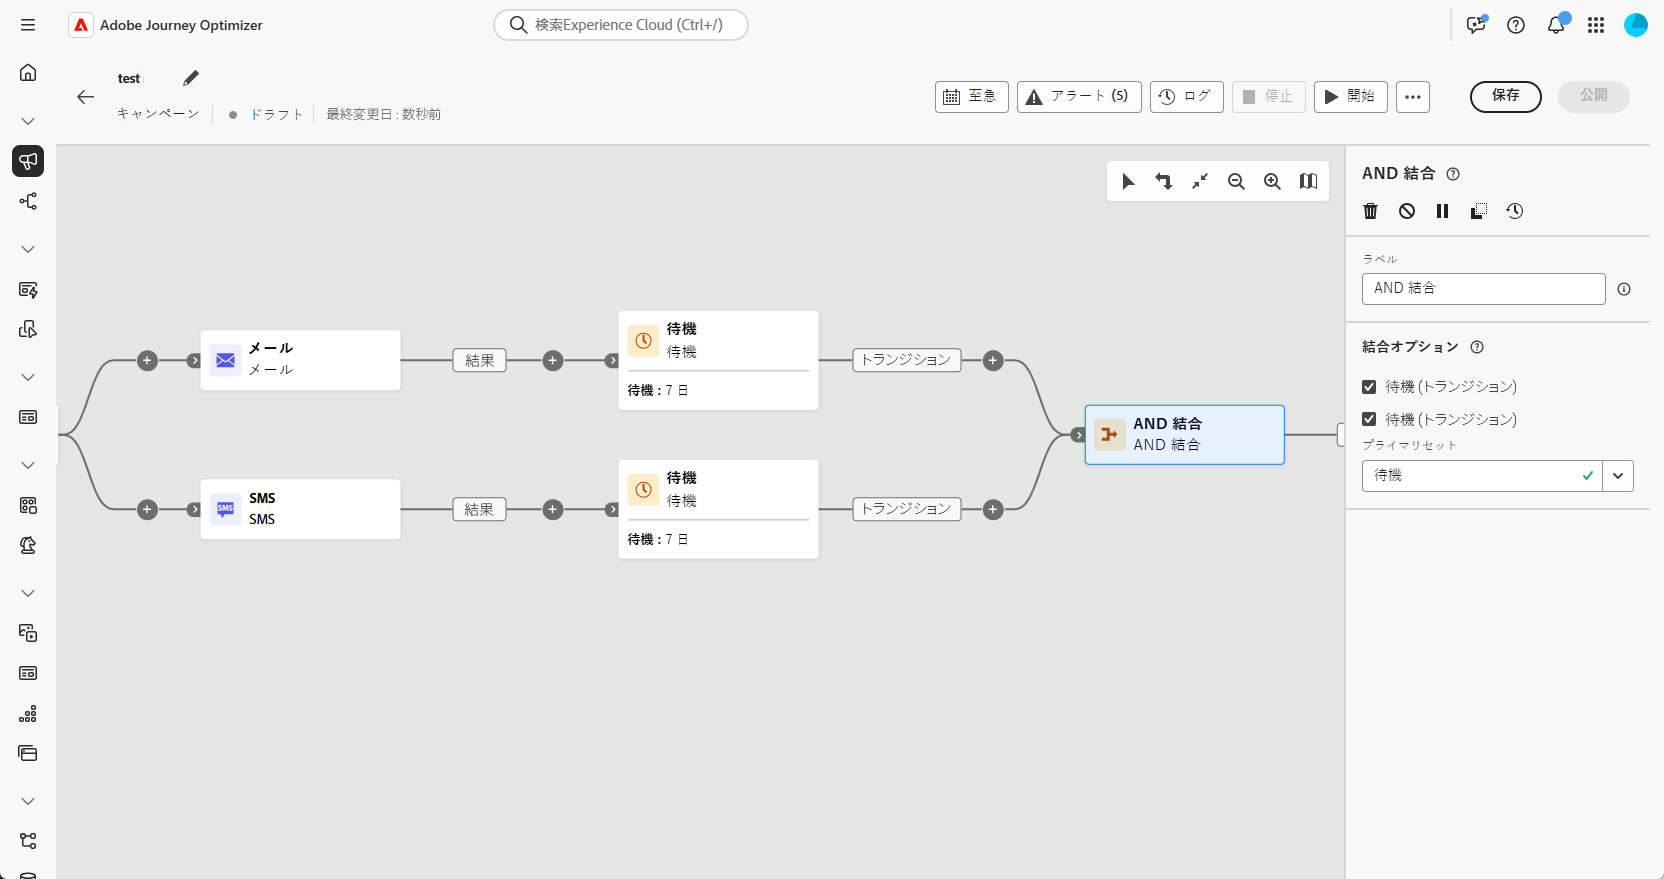 Adobe Journey Optimizer
検索Experience Cloud (Ctrl+/)
test
キャンペーン
ドラフト
最終変更日 : 数秒前
至急
アラート (5)
ログ
停止
開始
保存
公開
メール
メール
結果
待機
待機
待機 : 7 日
トランジション
SMS
SMS
SMS
結果
待機
待機
待機 : 7 日
トランジション
AND 結合
AND 結合
AND 結合
ラベル
AND 結合
結合オプション
待機 (トランジション)
待機 (トランジション)
プライマリセット
待機